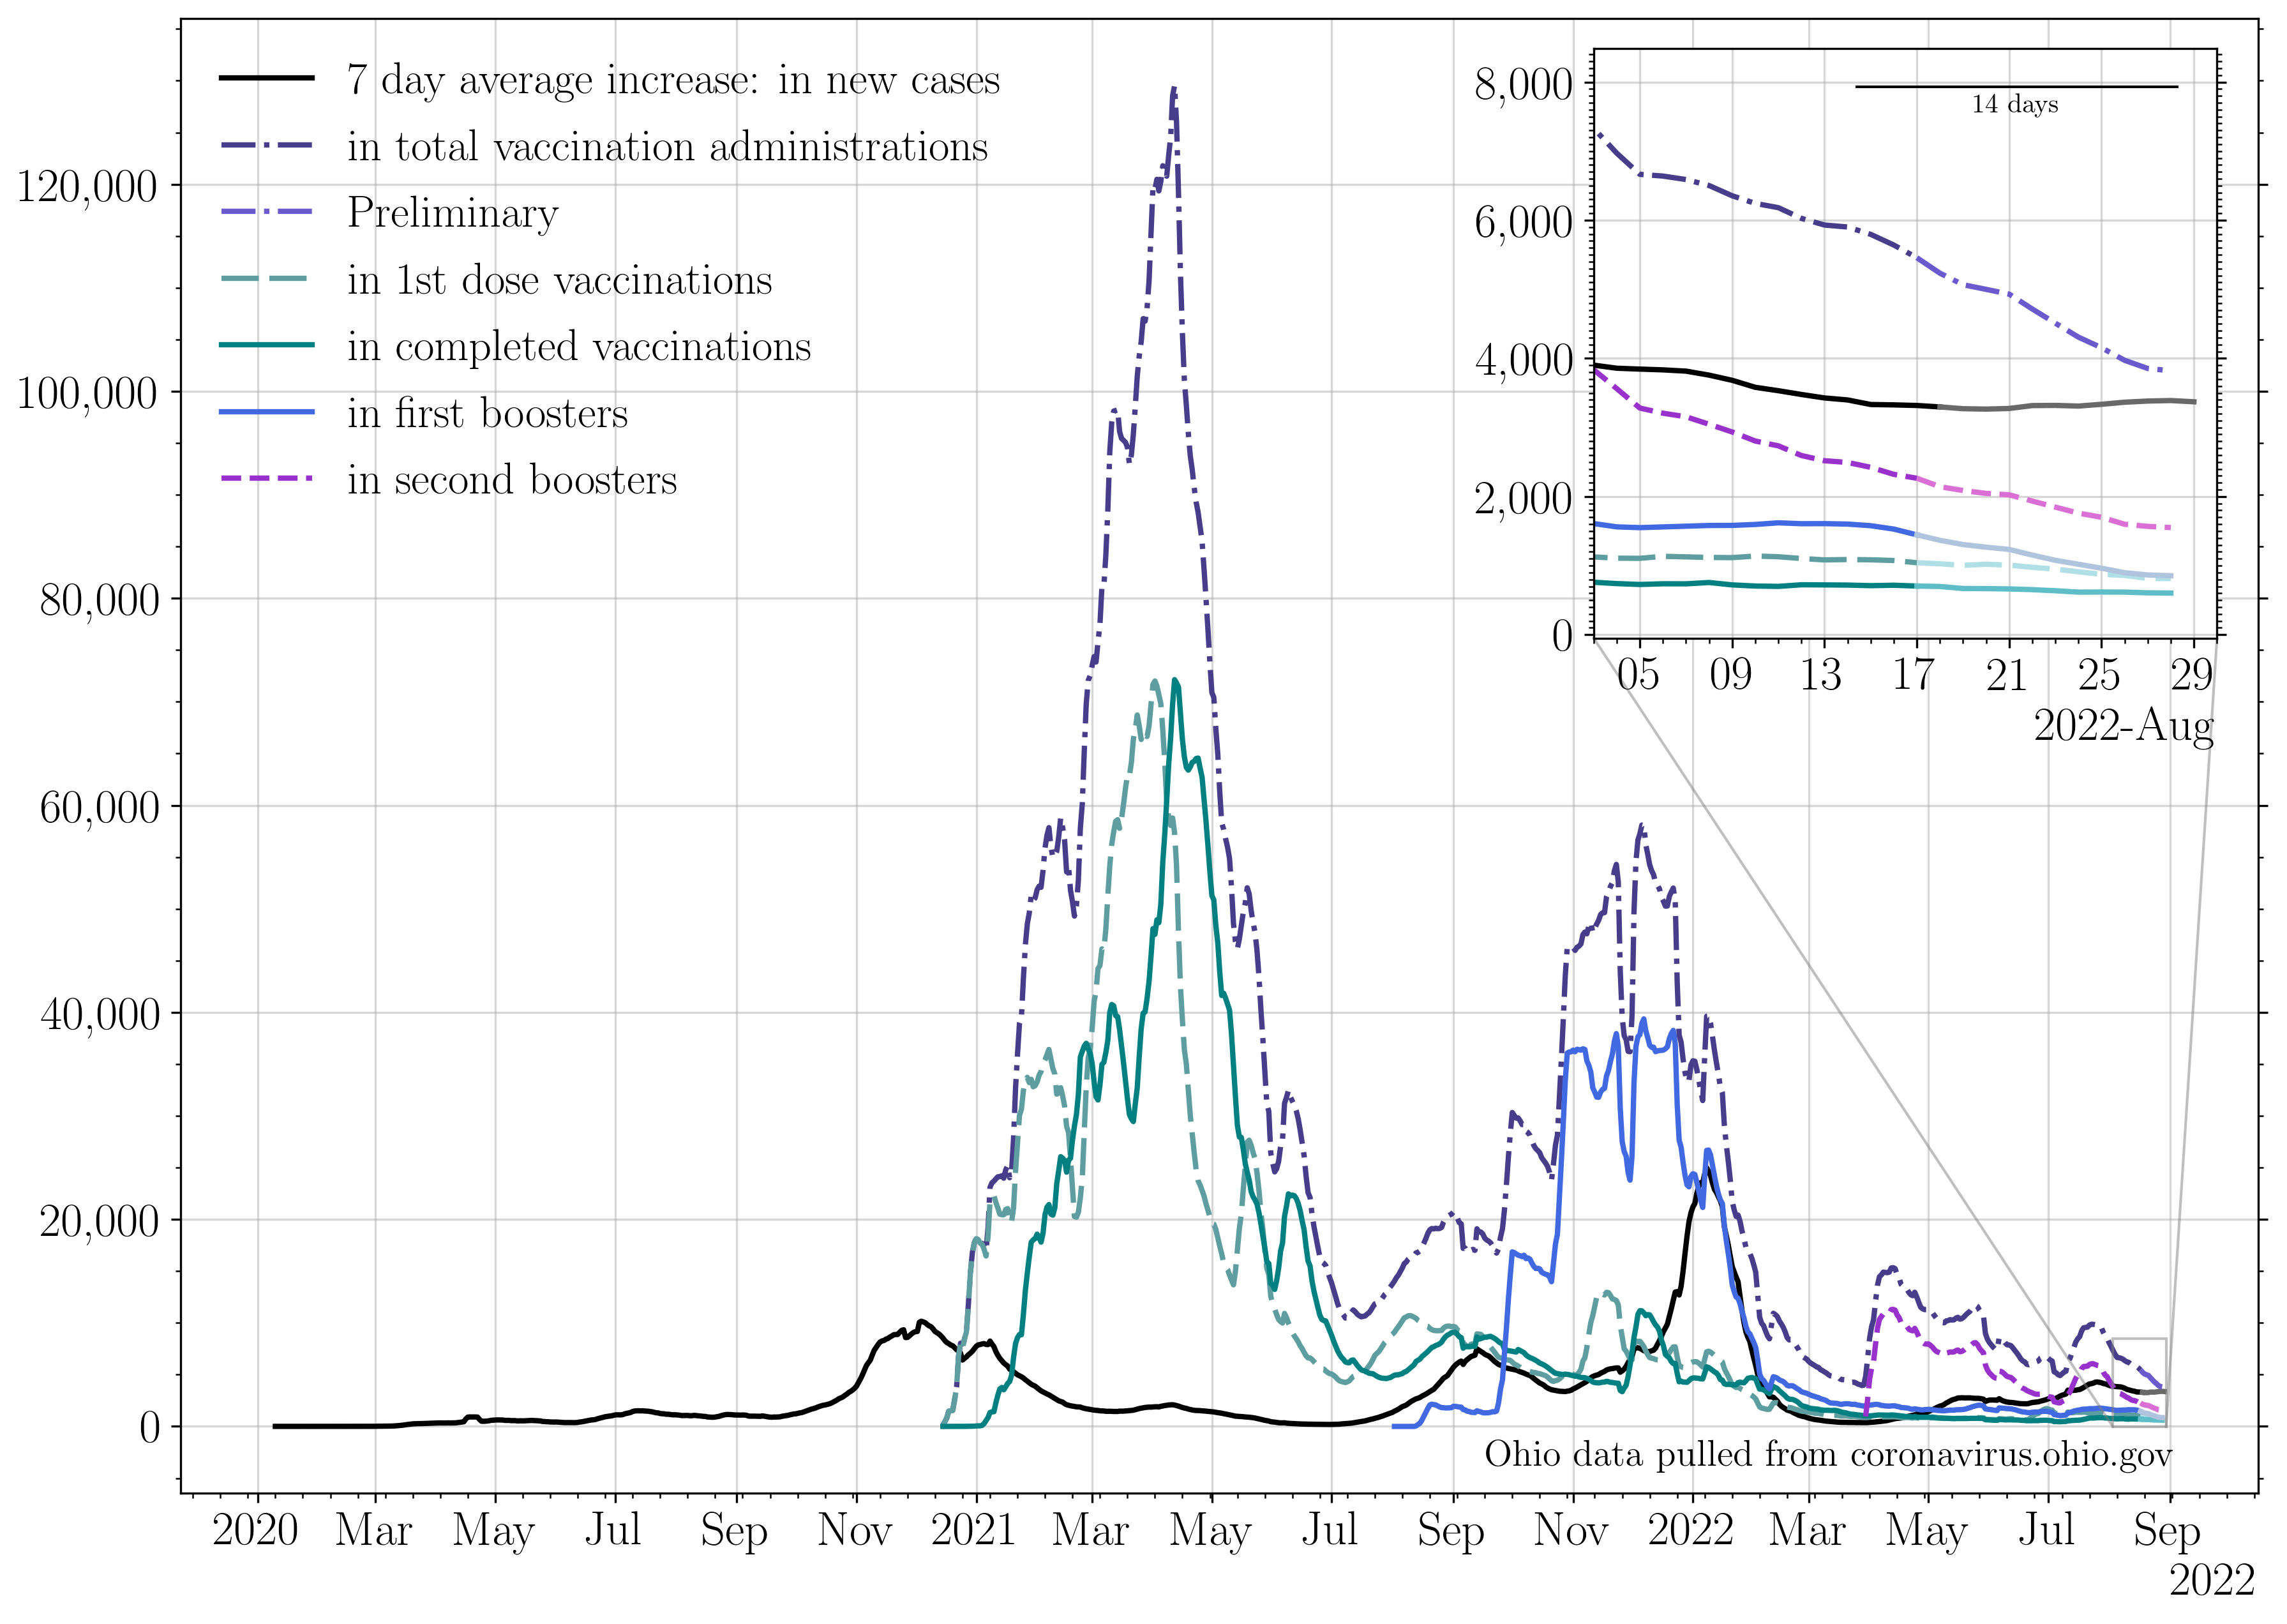 7 day average increase: in new cases
in total vaccination administrations
Preliminary
in 1st dose vaccinations
in completed vaccinations
in first boosters
in second boosters
120,000
100,000
80,000
60,000
40,000
20,000
0
8,000
6,000
4,000
2,000
0
14 days
05 09 13 17 21 25 29
2022-Aug
Ohio data pulled from coronavirus.ohio.gov
2020 Mar May Jul Sep Nov 2021 Mar May Jul Sep Nov 2022 Mar May Jul Sep
2022